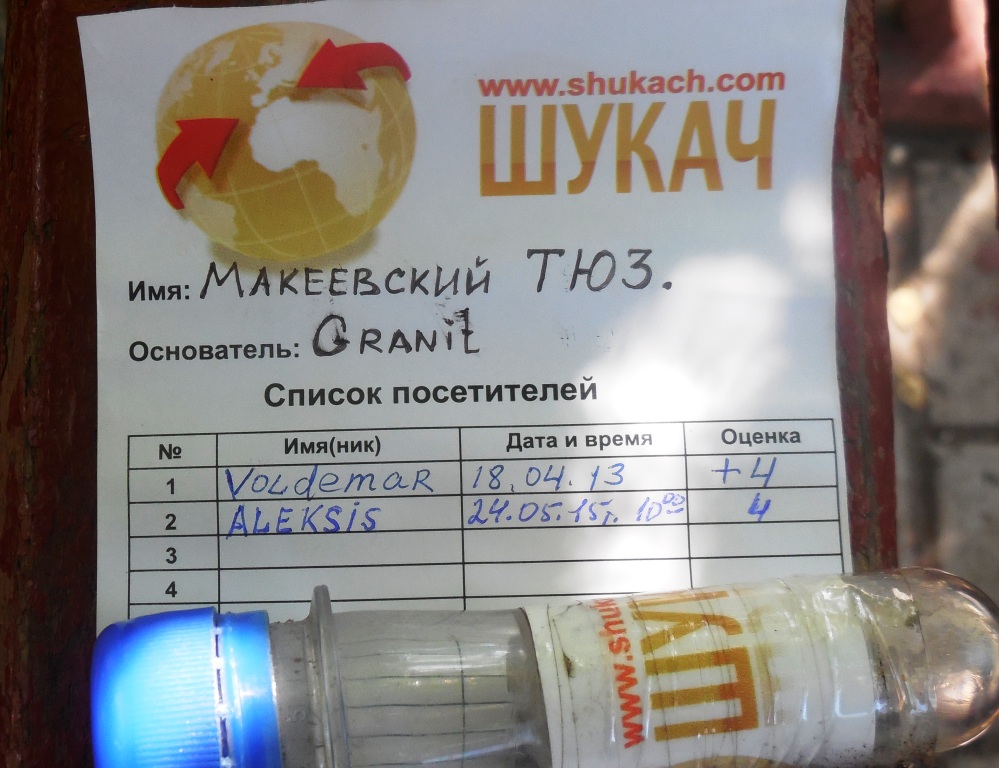 www.shukach.com
ШУКАЧ
Имя: МАКЕЕВСКИЙ ТЮЗ.
Основатель: GRANIt
Список посетителей
№ Имя(ник) Дата и время Оценка
1 VoLdemaR 18.04.13 +4
2 ALEKSiS 24.05.15г. 10⁰⁰ 4
3
4
www.shuk
ШУК